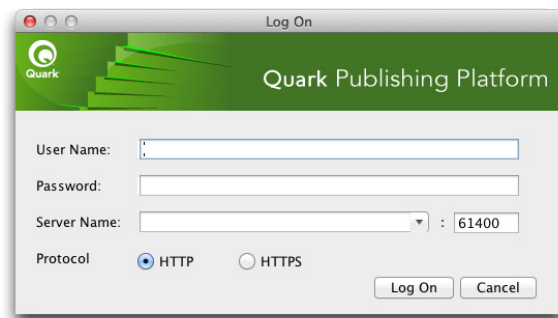 Log On
Quark
Quark Publishing Platform
User Name:
Password:
Server Name: : 61400
Protocol HTTP HTTPS
Log On Cancel